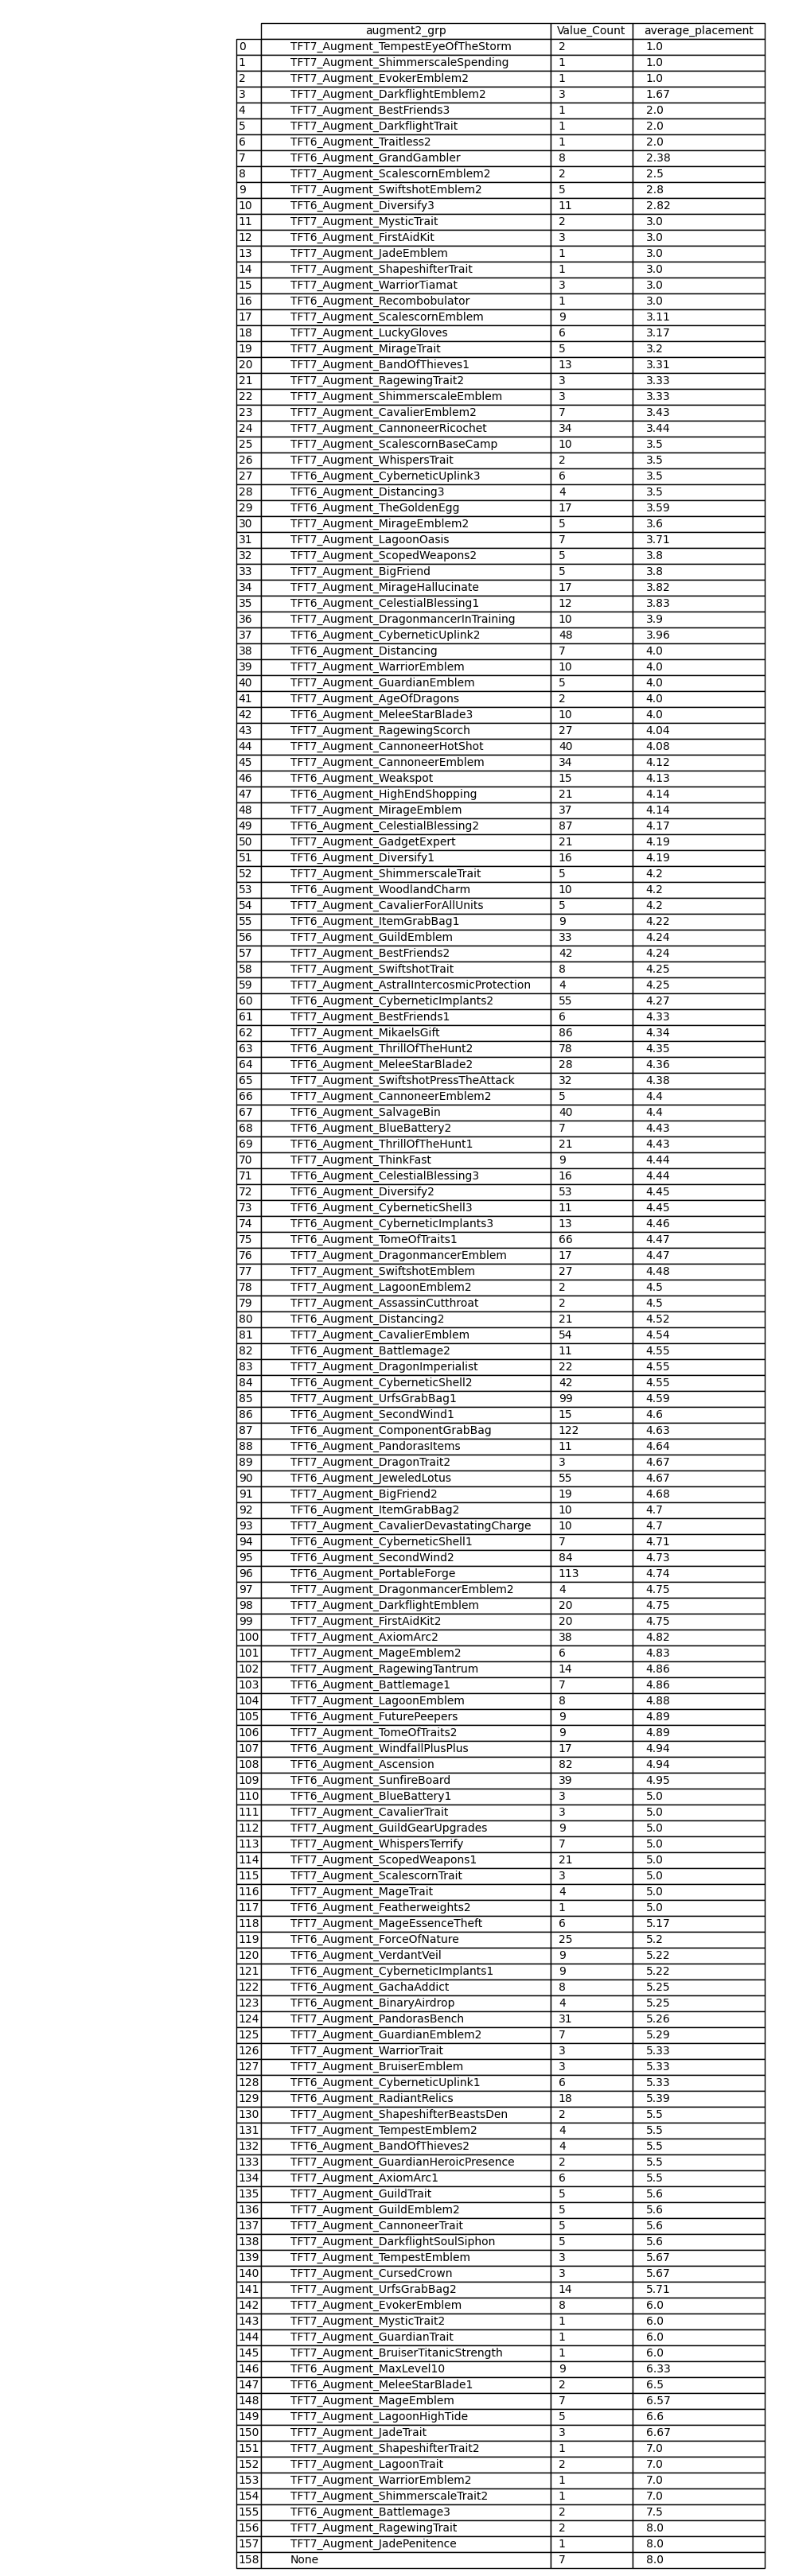 augment2_grp Value_Count average_placement
0 TFT7_Augment_TempestEyeOfTheStorm 2 1.0
1 TFT7_Augment_ShimmerscaleSpending 1 1.0
2 TFT7_Augment_EvokerEmblem2 1 1.0
3 TFT7_Augment_DarkflightEmblem2 3 1.67
4 TFT7_Augment_BestFriends3 1 2.0
5 TFT7_Augment_DarkflightTrait 1 2.0
6 TFT6_Augment_Traitless2 1 2.0
7 TFT6_Augment_GrandGambler 8 2.38
8 TFT7_Augment_ScalescornEmblem2 2 2.5
9 TFT7_Augment_SwiftshotEmblem2 5 2.8
10 TFT6_Augment_Diversify3 11 2.82
11 TFT7_Augment_MysticTrait 2 3.0
12 TFT6_Augment_FirstAidKit 3 3.0
13 TFT7_Augment_JadeEmblem 1 3.0
14 TFT7_Augment_ShapeshifterTrait 1 3.0
15 TFT7_Augment_WarriorTiamat 3 3.0
16 TFT6_Augment_Recombobulator 1 3.0
17 TFT7_Augment_ScalescornEmblem 9 3.11
18 TFT7_Augment_LuckyGloves 6 3.17
19 TFT7_Augment_MirageTrait 5 3.2
20 TFT7_Augment_BandOfThieves1 13 3.31
21 TFT7_Augment_RagewingTrait2 3 3.33
22 TFT7_Augment_ShimmerscaleEmblem 3 3.33
23 TFT7_Augment_CavalierEmblem2 7 3.43
24 TFT7_Augment_CannoneerRicochet 34 3.44
25 TFT7_Augment_ScalescornBaseCamp 10 3.5
26 TFT7_Augment_WhispersTrait 2 3.5
27 TFT6_Augment_CyberneticUplink3 6 3.5
28 TFT6_Augment_Distancing3 4 3.5
29 TFT6_Augment_TheGoldenEgg 17 3.59
30 TFT7_Augment_MirageEmblem2 5 3.6
31 TFT7_Augment_LagoonOasis 7 3.71
32 TFT7_Augment_ScopedWeapons2 5 3.8
33 TFT7_Augment_BigFriend 5 3.8
34 TFT7_Augment_MirageHallucinate 17 3.82
35 TFT6_Augment_CelestialBlessing1 12 3.83
36 TFT7_Augment_DragonmancerInTraining 10 3.9
37 TFT6_Augment_CyberneticUplink2 48 3.96
38 TFT6_Augment_Distancing 7 4.0
39 TFT7_Augment_WarriorEmblem 10 4.0
40 TFT7_Augment_GuardianEmblem 5 4.0
41 TFT7_Augment_AgeOfDragons 2 4.0
42 TFT6_Augment_MeleeStarBlade3 10 4.0
43 TFT7_Augment_RagewingScorch 27 4.04
44 TFT7_Augment_CannoneerHotShot 40 4.08
45 TFT7_Augment_CannoneerEmblem 34 4.12
46 TFT6_Augment_Weakspot 15 4.13
47 TFT6_Augment_HighEndShopping 21 4.14
48 TFT7_Augment_MirageEmblem 37 4.14
49 TFT6_Augment_CelestialBlessing2 87 4.17
50 TFT7_Augment_GadgetExpert 21 4.19
51 TFT6_Augment_Diversify1 16 4.19
52 TFT7_Augment_ShimmerscaleTrait 5 4.2
53 TFT6_Augment_WoodlandCharm 10 4.2
54 TFT7_Augment_CavalierForAllUnits 5 4.2
55 TFT6_Augment_ItemGrabBag1 9 4.22
56 TFT7_Augment_GuildEmblem 33 4.24
57 TFT7_Augment_BestFriends2 42 4.24
58 TFT7_Augment_SwiftshotTrait 8 4.25
59 TFT7_Augment_AstralIntercosmicProtection 4 4.25
60 TFT6_Augment_CyberneticImplants2 55 4.27
61 TFT7_Augment_BestFriends1 6 4.33
62 TFT7_Augment_MikaelsGift 86 4.34
63 TFT6_Augment_ThrillOfTheHunt2 78 4.35
64 TFT6_Augment_MeleeStarBlade2 28 4.36
65 TFT7_Augment_SwiftshotPressTheAttack 32 4.38
66 TFT7_Augment_CannoneerEmblem2 5 4.4
67 TFT6_Augment_SalvageBin 40 4.4
68 TFT6_Augment_BlueBattery2 7 4.43
69 TFT6_Augment_ThrillOfTheHunt1 21 4.43
70 TFT7_Augment_ThinkFast 9 4.44
71 TFT6_Augment_CelestialBlessing3 16 4.44
72 TFT6_Augment_Diversify2 53 4.45
73 TFT6_Augment_CyberneticShell3 11 4.45
74 TFT6_Augment_CyberneticImplants3 13 4.46
75 TFT6_Augment_TomeOfTraits1 66 4.47
76 TFT7_Augment_DragonmancerEmblem 17 4.47
77 TFT7_Augment_SwiftshotEmblem 27 4.48
78 TFT7_Augment_LagoonEmblem2 2 4.5
79 TFT7_Augment_AssassinCutthroat 2 4.5
80 TFT6_Augment_Distancing2 21 4.52
81 TFT7_Augment_CavalierEmblem 54 4.54
82 TFT6_Augment_Battlemage2 11 4.55
83 TFT7_Augment_DragonImperialist 22 4.55
84 TFT6_Augment_CyberneticShell2 42 4.55
85 TFT7_Augment_UrfsGrabBag1 99 4.59
86 TFT6_Augment_SecondWind1 15 4.6
87 TFT6_Augment_ComponentGrabBag 122 4.63
88 TFT6_Augment_PandorasItems 11 4.64
89 TFT7_Augment_DragonTrait2 3 4.67
90 TFT6_Augment_JeweledLotus 55 4.67
91 TFT7_Augment_BigFriend2 19 4.68
92 TFT6_Augment_ItemGrabBag2 10 4.7
93 TFT7_Augment_CavalierDevastatingCharge 10 4.7
94 TFT6_Augment_CyberneticShell1 7 4.71
95 TFT6_Augment_SecondWind2 84 4.73
96 TFT6_Augment_PortableForge 113 4.74
97 TFT7_Augment_DragonmancerEmblem2 4 4.75
98 TFT7_Augment_DarkflightEmblem 20 4.75
99 TFT7_Augment_FirstAidKit2 20 4.75
100 TFT7_Augment_AxiomArc2 38 4.82
101 TFT7_Augment_MageEmblem2 6 4.83
102 TFT7_Augment_RagewingTantrum 14 4.86
103 TFT6_Augment_Battlemage1 7 4.86
104 TFT7_Augment_LagoonEmblem 8 4.88
105 TFT6_Augment_FuturePeepers 9 4.89
106 TFT7_Augment_TomeOfTraits2 9 4.89
107 TFT6_Augment_WindfallPlusPlus 17 4.94
108 TFT6_Augment_Ascension 82 4.94
109 TFT6_Augment_SunfireBoard 39 4.95
110 TFT6_Augment_BlueBattery1 3 5.0
111 TFT7_Augment_CavalierTrait 3 5.0
112 TFT7_Augment_GuildGearUpgrades 9 5.0
113 TFT7_Augment_WhispersTerrify 7 5.0
114 TFT7_Augment_ScopedWeapons1 21 5.0
115 TFT7_Augment_ScalescornTrait 3 5.0
116 TFT7_Augment_MageTrait 4 5.0
117 TFT6_Augment_Featherweights2 1 5.0
118 TFT7_Augment_MageEssenceTheft 6 5.17
119 TFT6_Augment_ForceOfNature 25 5.2
120 TFT6_Augment_VerdantVeil 9 5.22
121 TFT6_Augment_CyberneticImplants1 9 5.22
122 TFT6_Augment_GachaAddict 8 5.25
123 TFT6_Augment_BinaryAirdrop 4 5.25
124 TFT7_Augment_PandorasBench 31 5.26
125 TFT7_Augment_GuardianEmblem2 7 5.29
126 TFT7_Augment_WarriorTrait 3 5.33
127 TFT7_Augment_BruiserEmblem 3 5.33
128 TFT6_Augment_CyberneticUplink1 6 5.33
129 TFT6_Augment_RadiantRelics 18 5.39
130 TFT7_Augment_ShapeshifterBeastsDen 2 5.5
131 TFT7_Augment_TempestEmblem2 4 5.5
132 TFT6_Augment_BandOfThieves2 4 5.5
133 TFT7_Augment_GuardianHeroicPresence 2 5.5
134 TFT7_Augment_AxiomArc1 6 5.5
135 TFT7_Augment_GuildTrait 5 5.6
136 TFT7_Augment_GuildEmblem2 5 5.6
137 TFT7_Augment_CannoneerTrait 5 5.6
138 TFT7_Augment_DarkflightSoulSiphon 5 5.6
139 TFT7_Augment_TempestEmblem 3 5.67
140 TFT7_Augment_CursedCrown 3 5.67
141 TFT7_Augment_UrfsGrabBag2 14 5.71
142 TFT7_Augment_EvokerEmblem 8 6.0
143 TFT7_Augment_MysticTrait2 1 6.0
144 TFT7_Augment_GuardianTrait 1 6.0
145 TFT7_Augment_BruiserTitanicStrength 1 6.0
146 TFT6_Augment_MaxLevel10 9 6.33
147 TFT6_Augment_MeleeStarBlade1 2 6.5
148 TFT7_Augment_MageEmblem 7 6.57
149 TFT7_Augment_LagoonHighTide 5 6.6
150 TFT7_Augment_JadeTrait 3 6.67
151 TFT7_Augment_ShapeshifterTrait2 1 7.0
152 TFT7_Augment_LagoonTrait 2 7.0
153 TFT7_Augment_WarriorEmblem2 1 7.0
154 TFT7_Augment_ShimmerscaleTrait2 1 7.0
155 TFT6_Augment_Battlemage3 2 7.5
156 TFT7_Augment_RagewingTrait 2 8.0
157 TFT7_Augment_JadePenitence 1 8.0
158 None 7 8.0